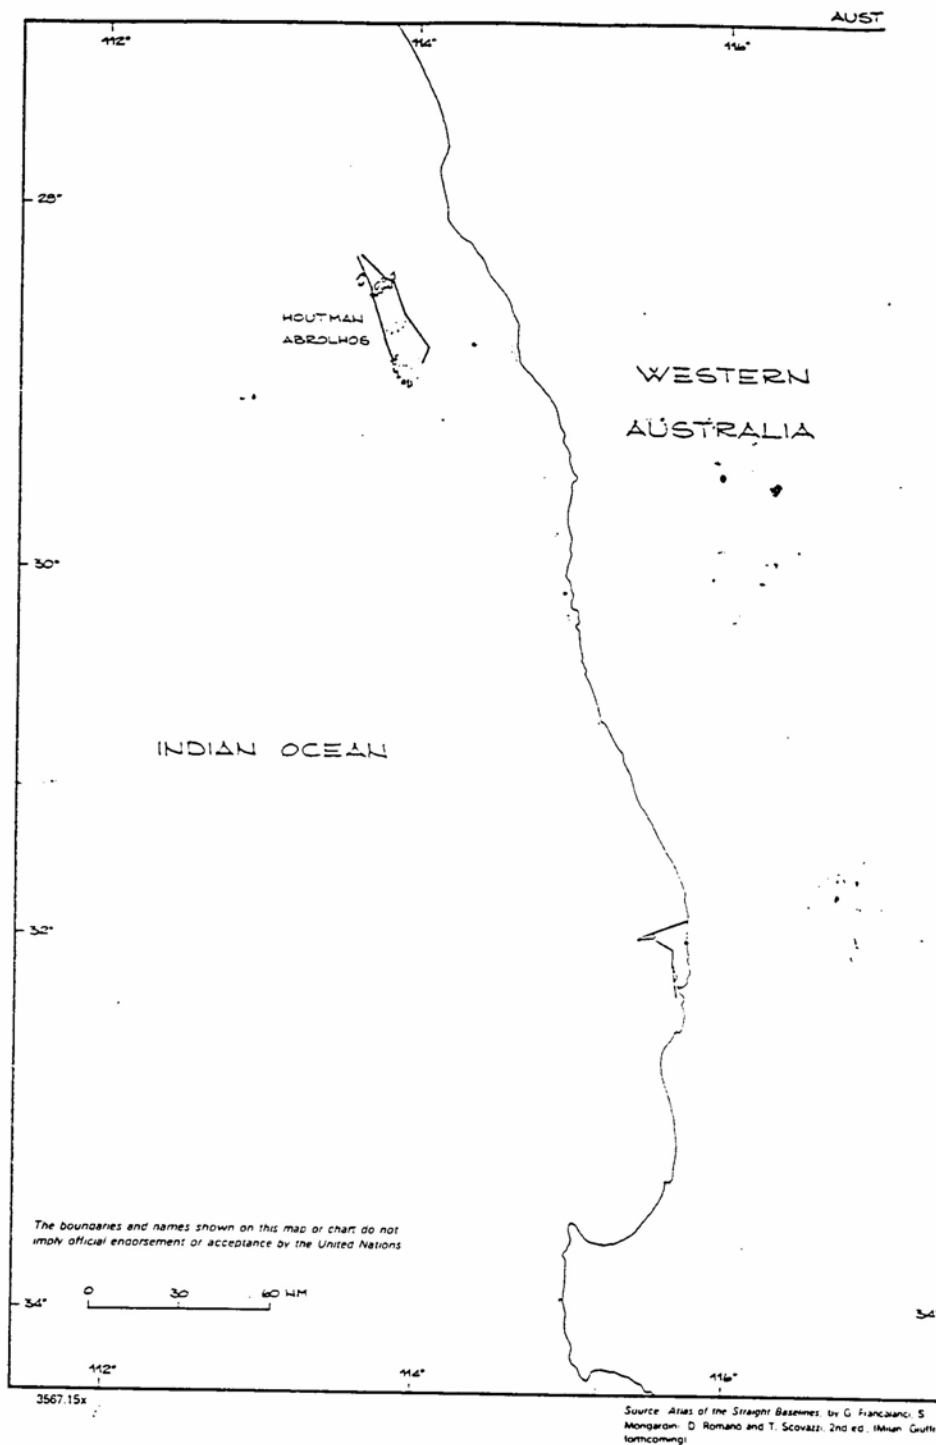 AUST
112° 114° 116°
28°
HOUTMAN
ABROLHOS
WESTERN
AUSTRALIA
30°
INDIAN OCEAN
32°
The boundaries and names shown on this map or chart do not
imply official endorsement or acceptance by the United Nations
0 30 60 NM
34° 34°
112° 114° 116°
3567.15x
Source: Atlas of the Straight Baselines, by G. Francalanci, S.
Mongardini, D. Romano and T. Scovazzi, 2nd ed., (Milan, Giuffr
forthcoming)